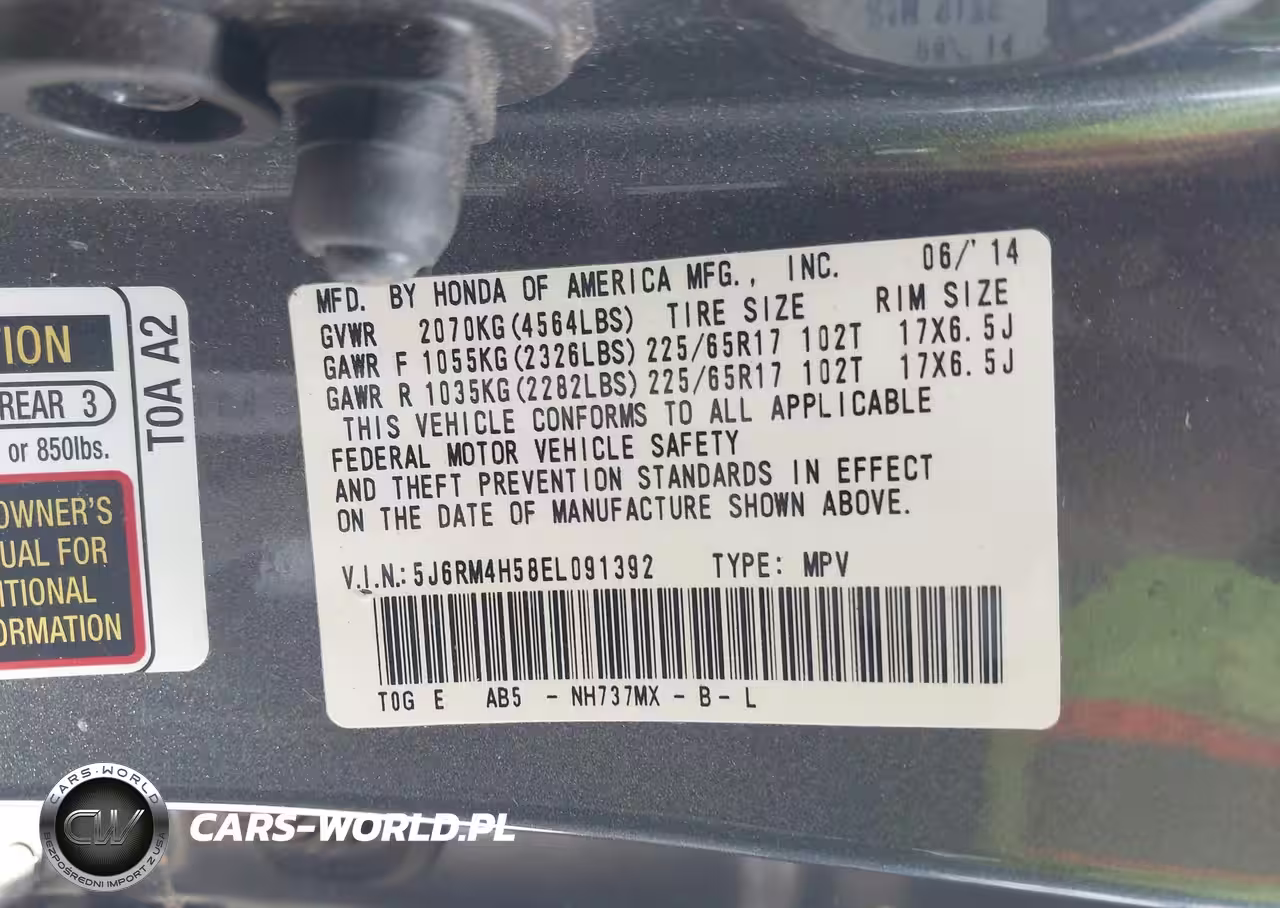 MFD. BY HONDA OF AMERICA MFG., INC. 06/'14
GVWR 2070KG(4564LBS) TIRE SIZE RIM SIZE
GAWR F 1055KG(2326LBS) 225/65R17 102T 17X6.5J
GAWR R 1035KG(2282LBS) 225/65R17 102T 17X6.5J
THIS VEHICLE CONFORMS TO ALL APPLICABLE
FEDERAL MOTOR VEHICLE SAFETY
AND THEFT PREVENTION STANDARDS IN EFFECT
ON THE DATE OF MANUFACTURE SHOWN ABOVE.
V.I.N.: 5J6RM4H58EL091392 TYPE: MPV
T0G E AB5 - NH737MX - B - L
ION
REAR 3
or 850lbs.
OWNER'S
UAL FOR
ITIONAL
ORMATION
T0A A2
CARS-WORLD
CW
BEZPOŚREDNI IMPORT Z USA
CARS-WORLD.PL